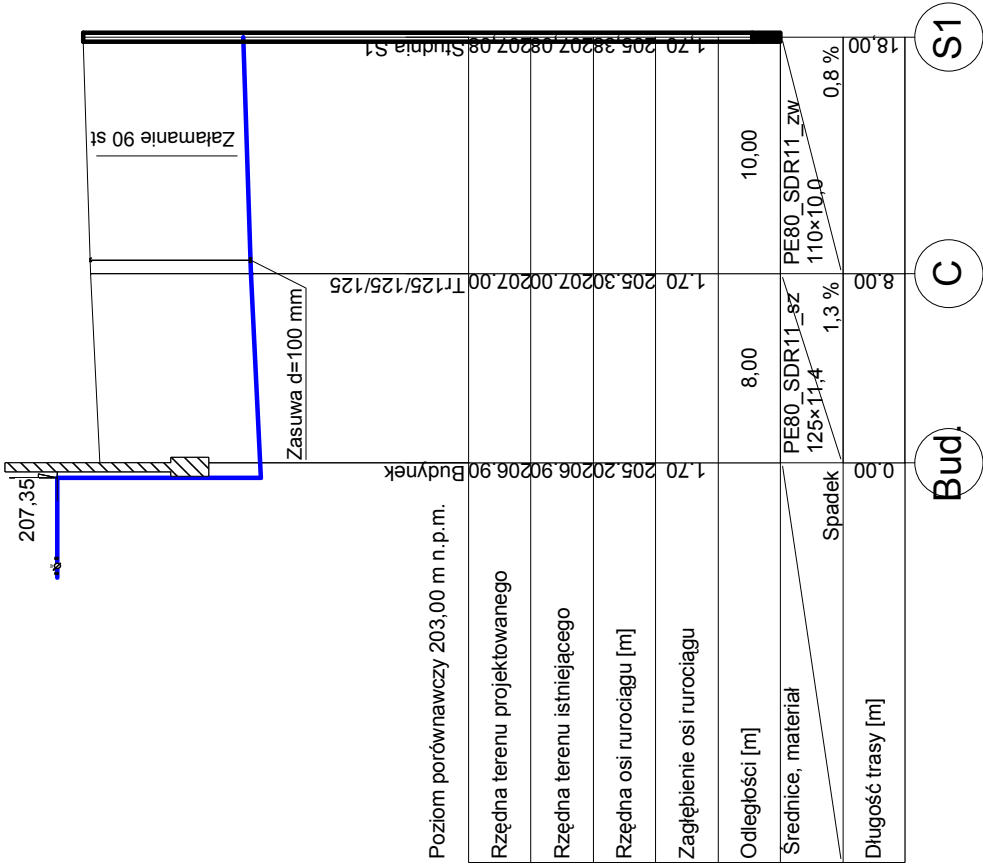 207,35
Załamanie 90 st
Zasuwa d=100 mm
Poziom porównawczy 203,00 m n.p.m.
Budynek
Tr125/125/125
Studnia S1
Rzędna terenu projektowanego
206.90
207.00
207,08
Rzędna terenu istniejącego
206.90
207.00
207,08
Rzędna osi rurociągu [m]
205.20
205.30
205,38
Zagłębienie osi rurociągu
1.70
1.70
1,70
Odległości [m]
8,00
10,00
Średnice, materiał
PE80_SDR11_sz
125×11,4
PE80_SDR11_zw
110×10,0
Spadek
1,3 %
0,8 %
Długość trasy [m]
0.00
8.00
18,00
Bud.
C
S1